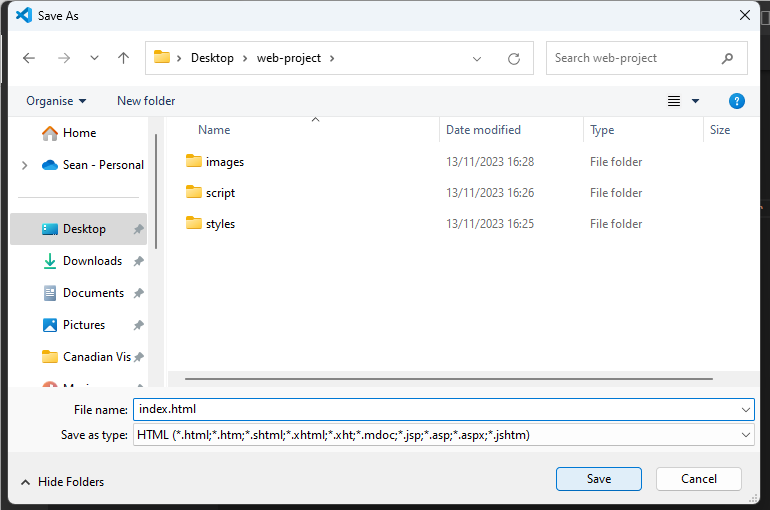 Save As
Desktop web-project
Search web-project
Organise New folder
Name Date modified Type Size
Home
Sean - Personal
Desktop
Downloads
Documents
Pictures
Canadian Vis
images 13/11/2023 16:28 File folder
script 13/11/2023 16:26 File folder
styles 13/11/2023 16:25 File folder
File name: index.html
Save as type: HTML (*.html;*.htm;*.shtml;*.xhtml;*.xht;*.mdoc;*.jsp;*.asp;*.aspx;*.jshtm)
Hide Folders Save Cancel